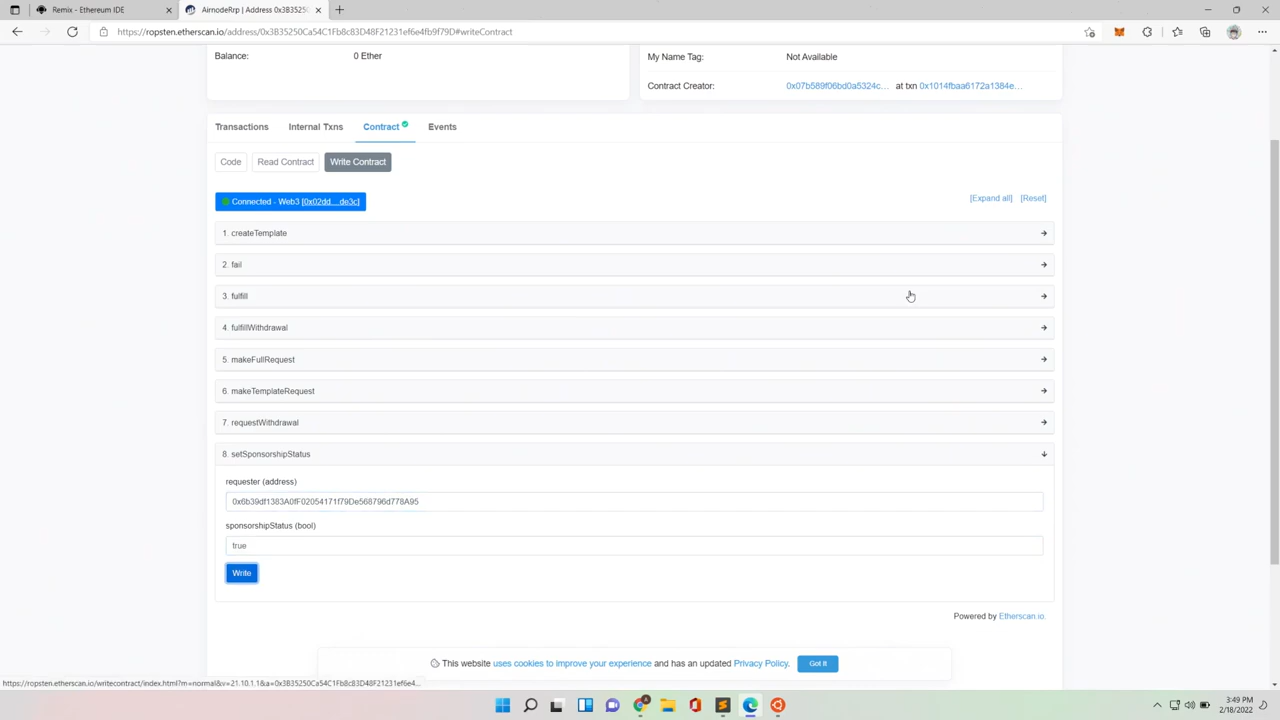 Remix - Ethereum IDE
AirnodeRrp | Address 0x3B35250C
https://ropsten.etherscan.io/address/0x3B35250Ca54C1Fb8c83D48F21231ef6e4fb9f79D#writeContract
Balance: 0 Ether
My Name Tag: Not Available
Contract Creator: 0x07b589f06bd0a5324c... at txn 0x1014fbaa6172a1384e...
Transactions Internal Txns Contract Events
Code Read Contract Write Contract
Connected - Web3 [0x02dd....de3c]
[Expand all] [Reset]
1. createTemplate
2. fail
3. fulfill
4. fulfillWithdrawal
5. makeFullRequest
6. makeTemplateRequest
7. requestWithdrawal
8. setSponsorshipStatus
requester (address)
0x6b39df1383A0fF02054171f79De568796d778A95
sponsorshipStatus (bool)
true
Write
Powered by Etherscan.io.
This website uses cookies to improve your experience and has an updated Privacy Policy. Got It
https://ropsten.etherscan.io/writecontract/index.html?m=normal&v=21.10.1.1&a=0x3B35250Ca54C1Fb8c83D48F21231ef6e4...
3:49 PM
2/18/2022